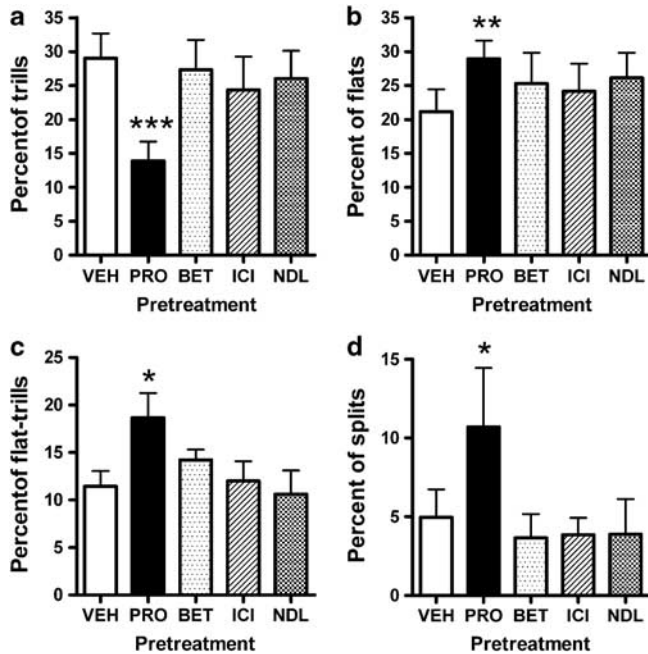 a
Percentof trills
35
30
25
20
15
10
5
0
***
VEH PRO BET ICI NDL
Pretreatment
b
Percent of flats
35
30
25
20
15
10
5
0
**
VEH PRO BET ICI NDL
Pretreatment
c
Percentof flat-trills
25
20
15
10
5
0
*
VEH PRO BET ICI NDL
Pretreatment
d
Percent of splits
15
10
5
0
*
VEH PRO BET ICI NDL
Pretreatment